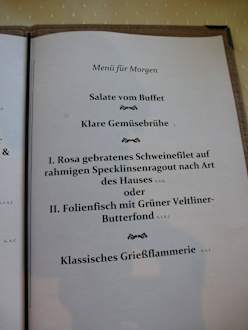 Menü für Morgen
Salate vom Buffet
Klare Gemüsebrühe
&
I. Rosa gebratenes Schweinefilet auf
rahmigen Specklinsenragout nach Art
des Hauses
oder
II. Folienfisch mit Grüner Veltliner-
Butterfond
Klassisches Grießflammerie